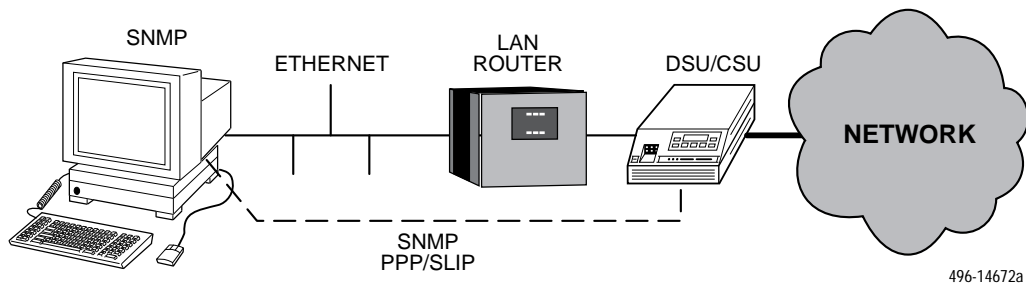 SNMP
ETHERNET
LAN
ROUTER
DSU/CSU
NETWORK
SNMP
PPP/SLIP
496-14672a